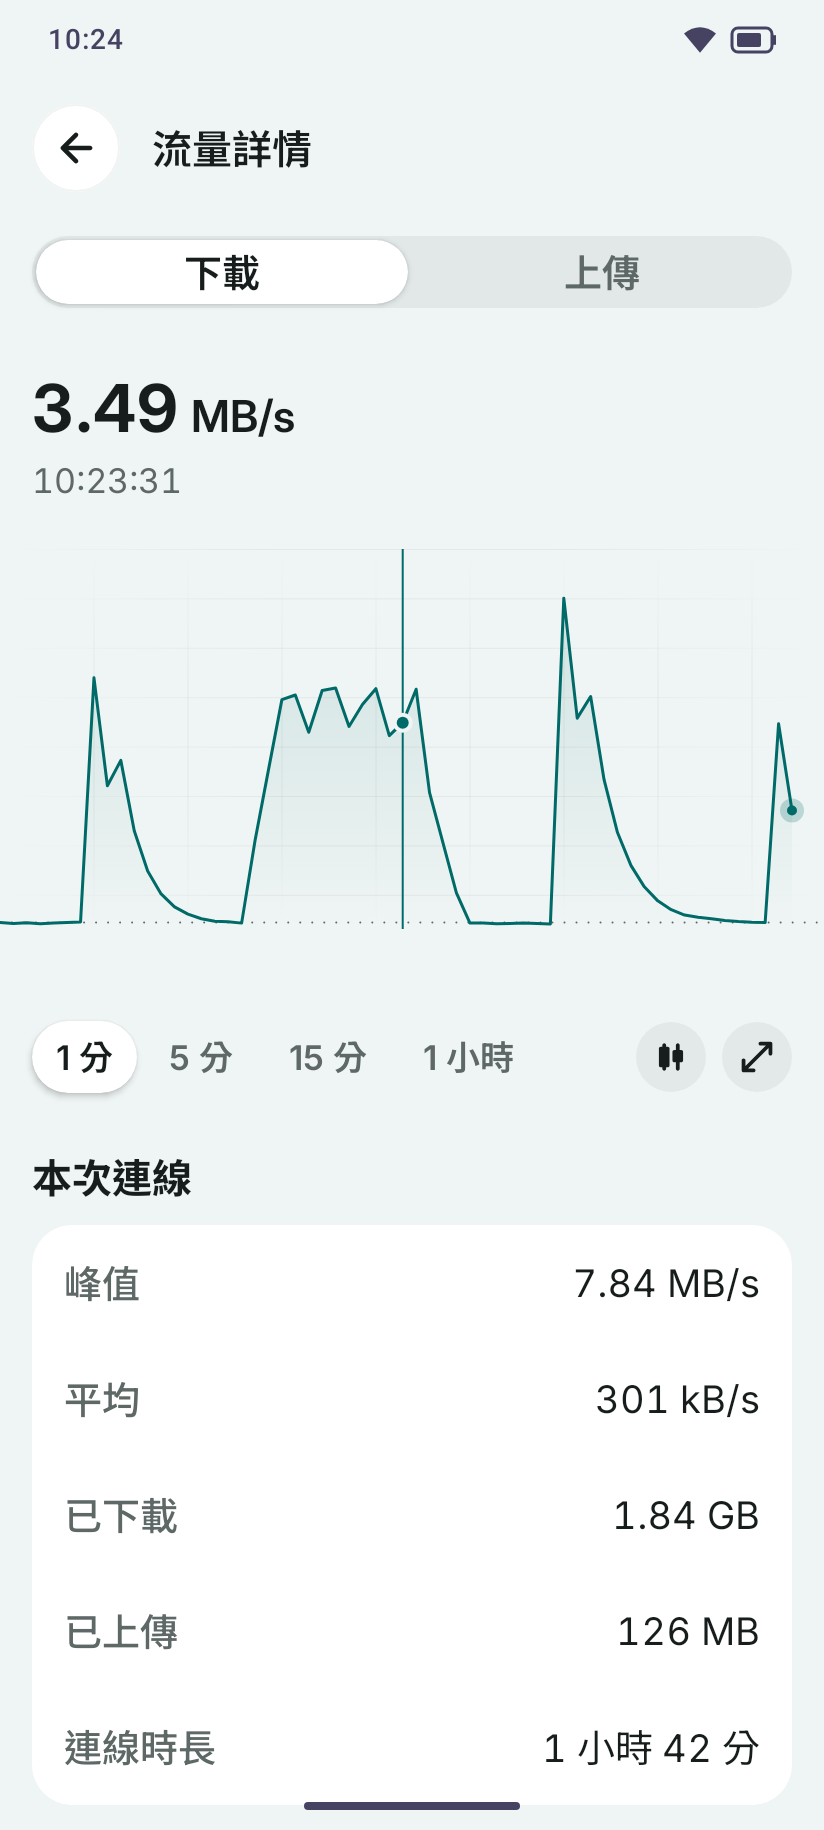 10:24
流量詳情
下載 上傳
3.49 MB/s
10:23:31
1 分 5 分 15 分 1 小時
本次連線
峰值 7.84 MB/s
平均 301 kB/s
已下載 1.84 GB
已上傳 126 MB
連線時長 1 小時 42 分